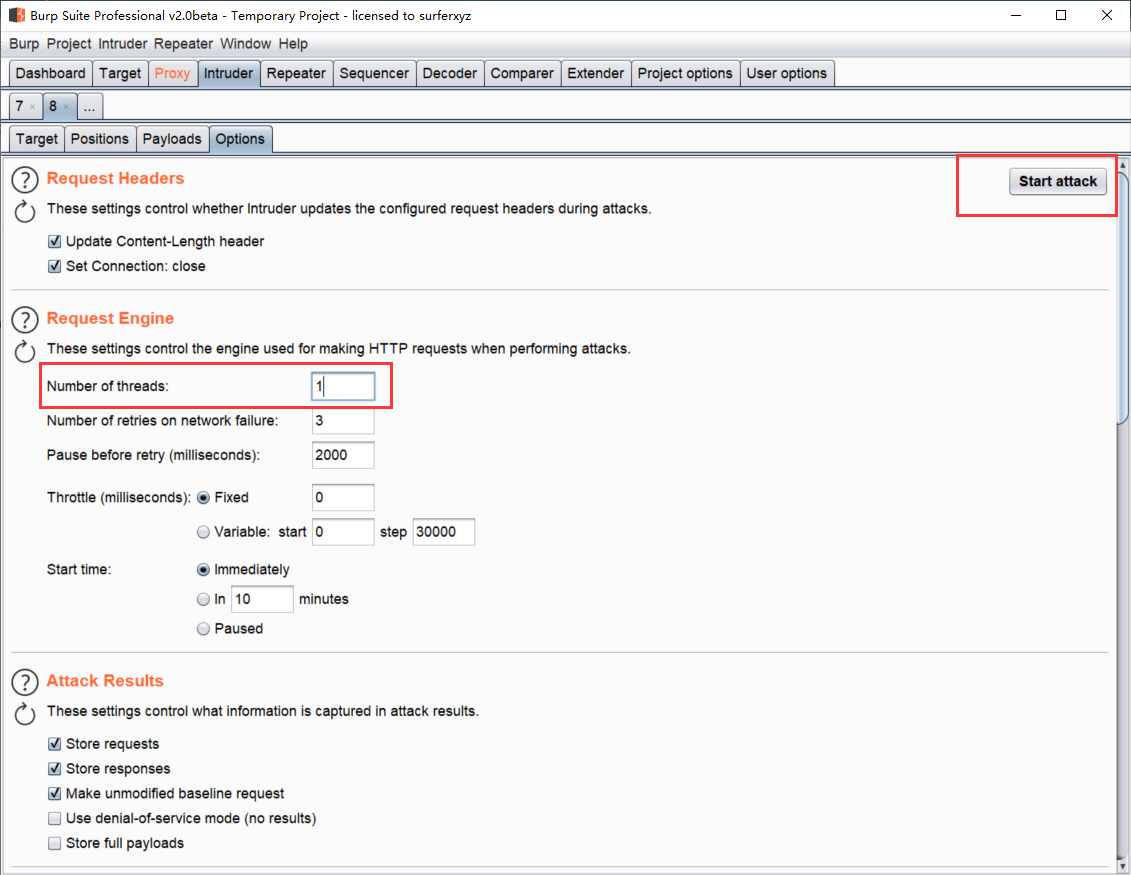 Burp Suite Professional v2.0beta - Temporary Project - licensed to surferxyz
Burp Project Intruder Repeater Window Help
Dashboard Target Proxy Intruder Repeater Sequencer Decoder Comparer Extender Project options User options
7 × 8 × ...
Target Positions Payloads Options
? Request Headers
Start attack
These settings control whether Intruder updates the configured request headers during attacks.
Update Content-Length header
Set Connection: close
? Request Engine
These settings control the engine used for making HTTP requests when performing attacks.
Number of threads: 1
Number of retries on network failure: 3
Pause before retry (milliseconds): 2000
Throttle (milliseconds): Fixed 0
Variable: start 0 step 30000
Start time: Immediately
In 10 minutes
Paused
? Attack Results
These settings control what information is captured in attack results.
Store requests
Store responses
Make unmodified baseline request
Use denial-of-service mode (no results)
Store full payloads